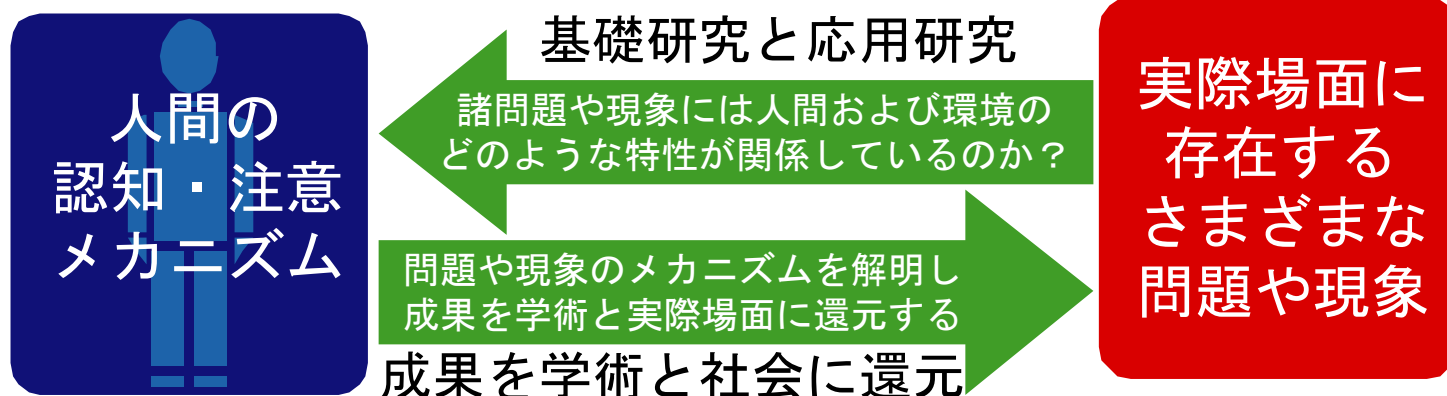 人間の
認知・注意
メカニズム
基礎研究と応用研究
諸問題や現象には人間および環境の
どのような特性が関係しているのか？
問題や現象のメカニズムを解明し
成果を学術と実際場面に還元する
成果を学術と社会に還元
実際場面に
存在する
さまざまな
問題や現象